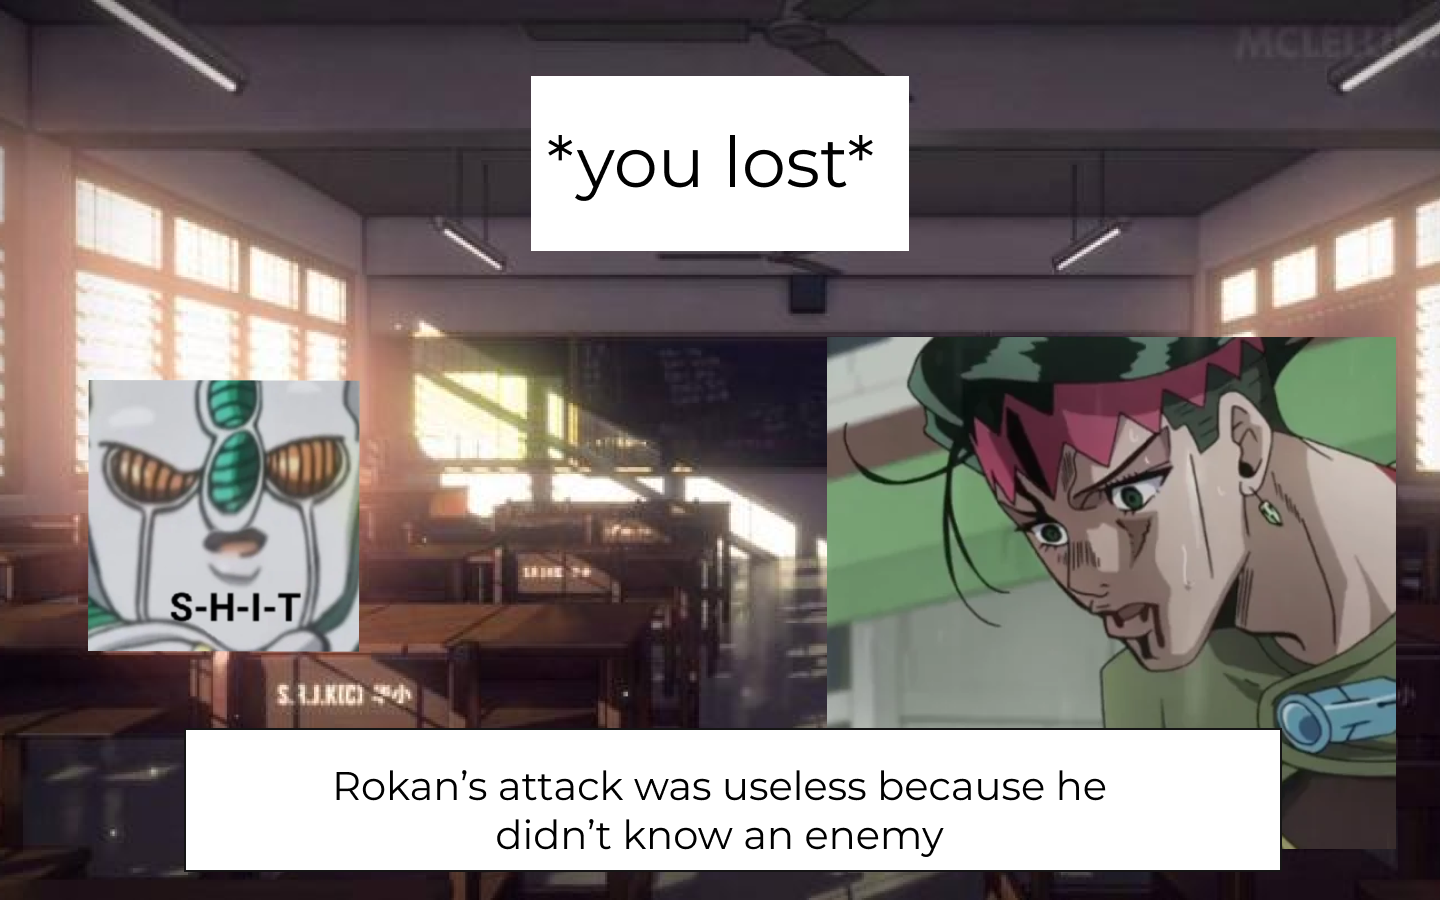 *you lost*
S-H-I-T
S.R.J.K(C)
Rokan's attack was useless because he
didn't know an enemy